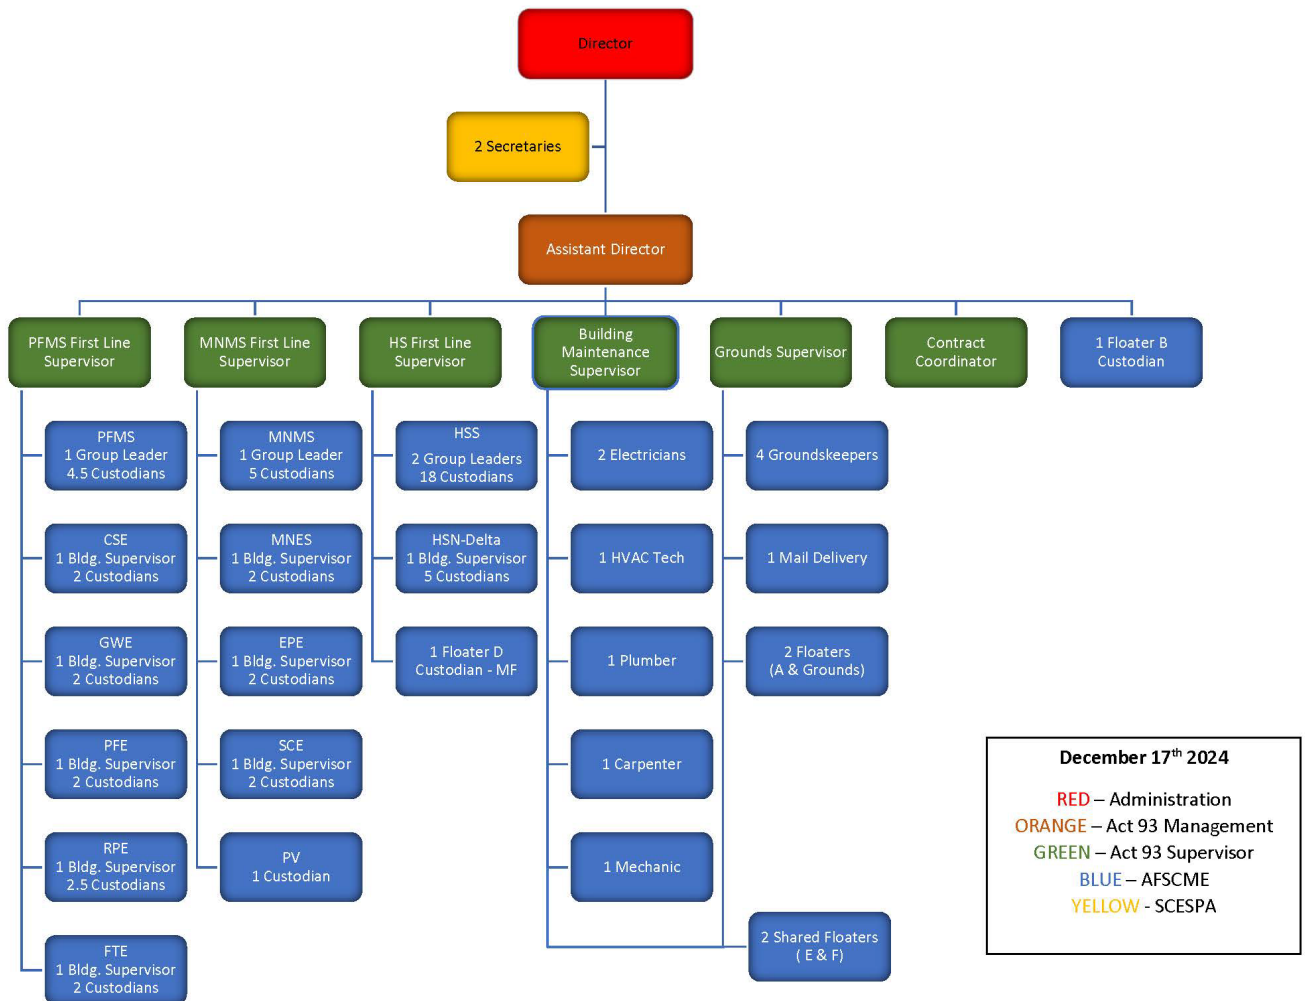 Director
2 Secretaries
Assistant Director
PFMS First Line
Supervisor
MNMS First Line
Supervisor
HS First Line
Supervisor
Building
Maintenance
Supervisor
Grounds Supervisor
Contract
Coordinator
1 Floater B
Custodian
PFMS
1 Group Leader
4.5 Custodians
CSE
1 Bldg. Supervisor
2 Custodians
GWE
1 Bldg. Supervisor
2 Custodians
PFE
1 Bldg. Supervisor
2 Custodians
RPE
1 Bldg. Supervisor
2.5 Custodians
FTE
1 Bldg. Supervisor
2 Custodians
MNMS
1 Group Leader
5 Custodians
MNES
1 Bldg. Supervisor
2 Custodians
EPE
1 Bldg. Supervisor
2 Custodians
SCE
1 Bldg. Supervisor
2 Custodians
PV
1 Custodian
HSS
2 Group Leaders
18 Custodians
HSN-Delta
1 Bldg. Supervisor
5 Custodians
1 Floater D
Custodian - MF
2 Electricians
1 HVAC Tech
1 Plumber
1 Carpenter
1 Mechanic
4 Groundskeepers
1 Mail Delivery
2 Floaters
(A & Grounds)
2 Shared Floaters
( E & F)
December 17th 2024
RED – Administration
ORANGE – Act 93 Management
GREEN – Act 93 Supervisor
BLUE – AFSCME
YELLOW - SCESPA